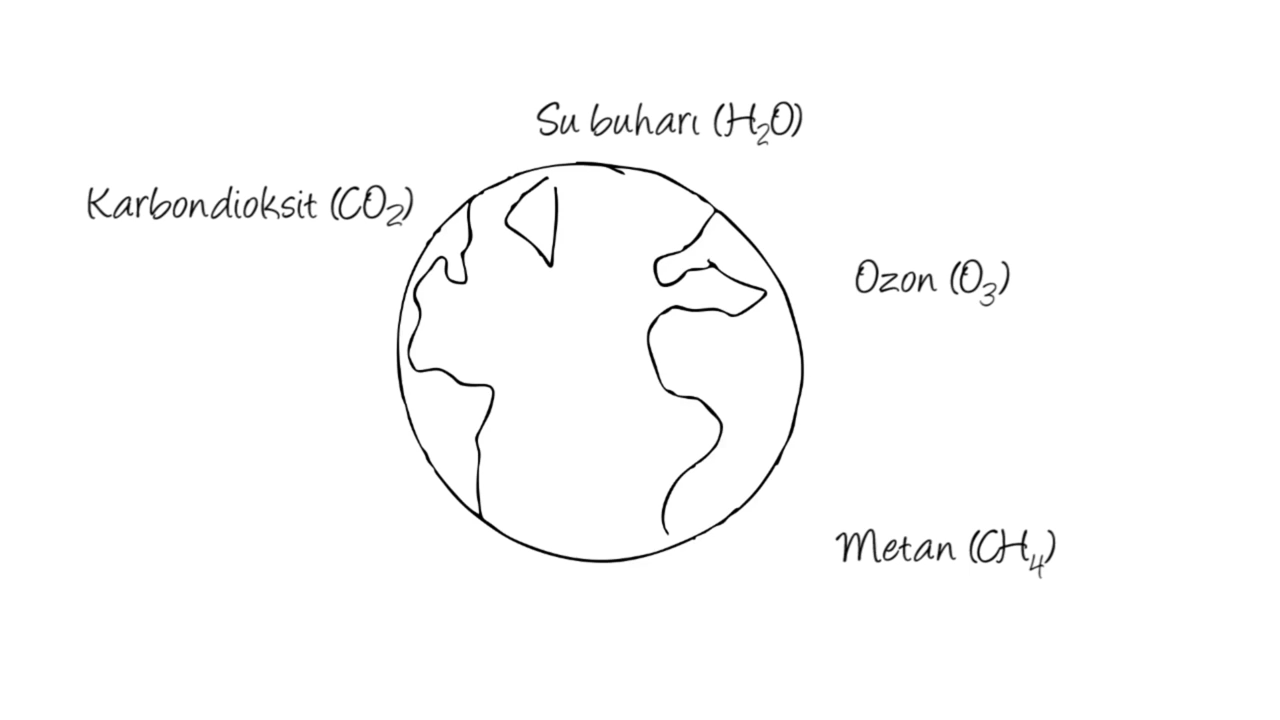 Su buharı (H₂O)
Karbondioksit (CO₂)
Ozon (O₃)
Metan (CH₄)